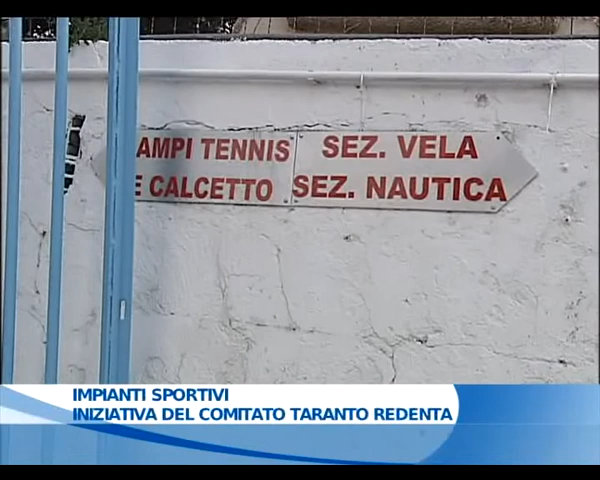 AMPI TENNIS
E CALCETTO
SEZ. VELA
SEZ. NAUTICA
IMPIANTI SPORTIVI
INIZIATIVA DEL COMITATO TARANTO REDENTA